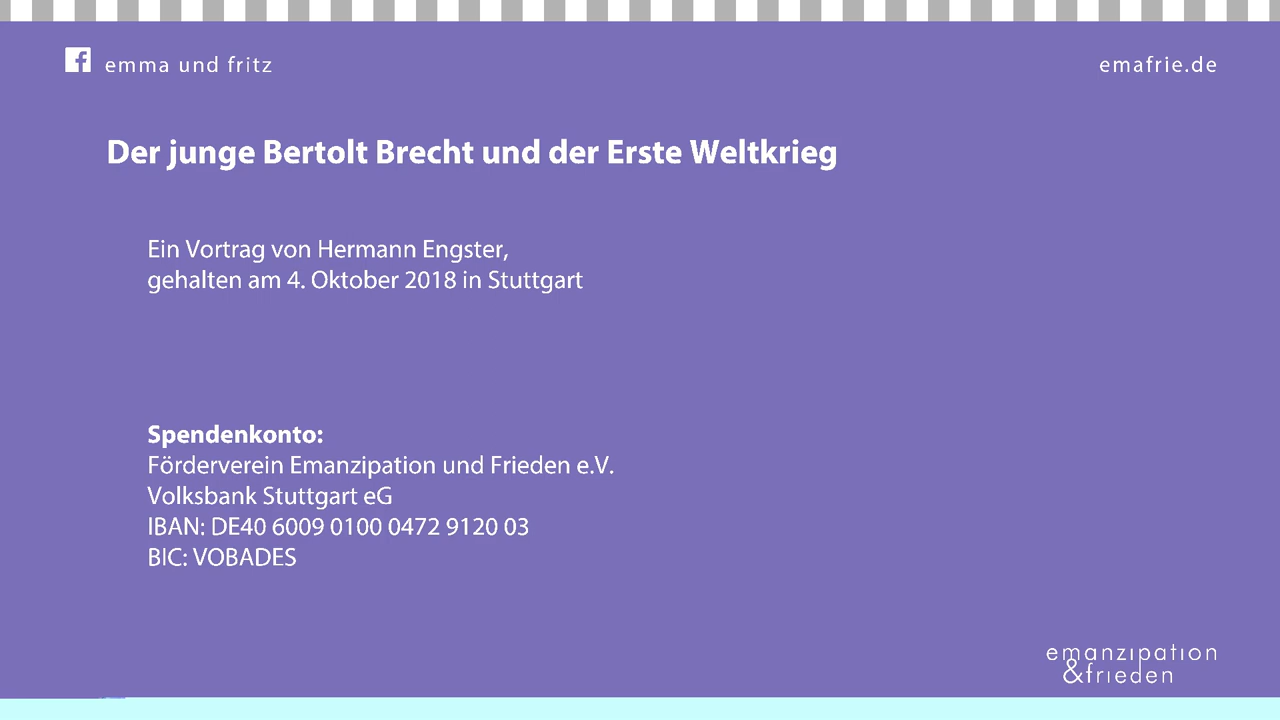 emma und fritz
emafrie.de
Der junge Bertolt Brecht und der Erste Weltkrieg
Ein Vortrag von Hermann Engster,
gehalten am 4. Oktober 2018 in Stuttgart
Spendenkonto:
Förderverein Emanzipation und Frieden e.V.
Volksbank Stuttgart eG
IBAN: DE40 6009 0100 0472 9120 03
BIC: VOBADES
emanzipation
&frieden